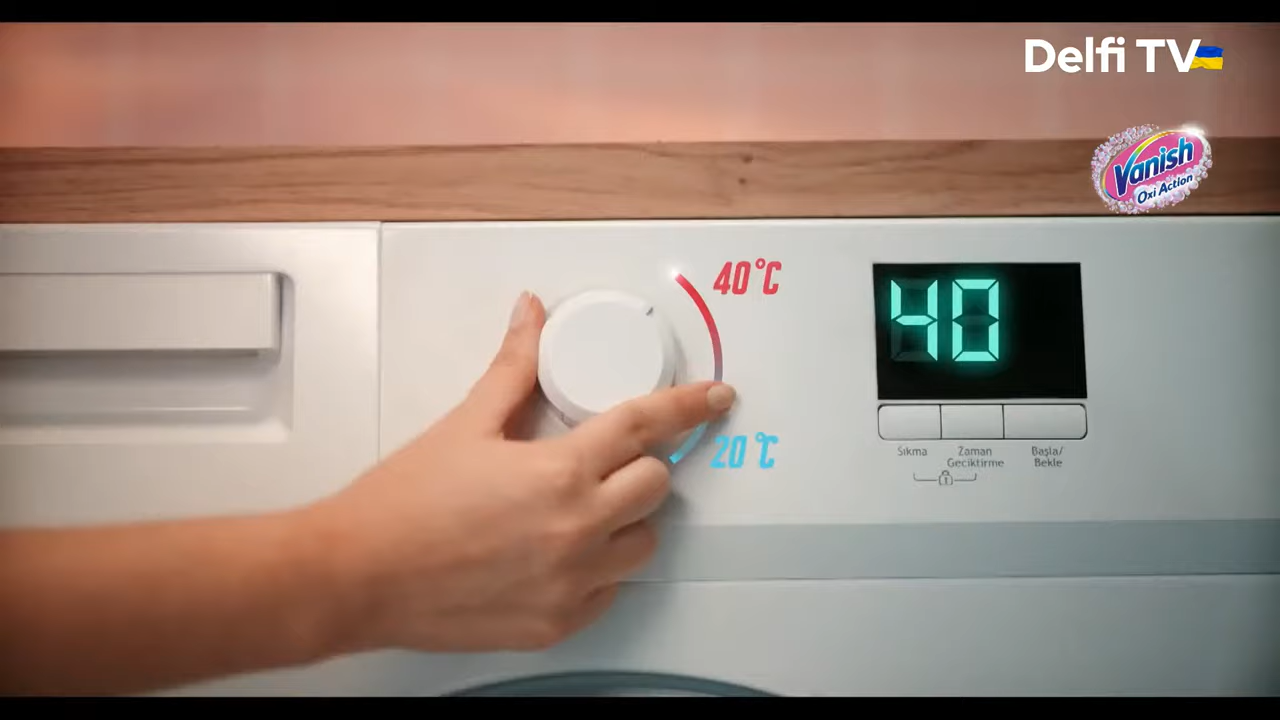 Delfi TV
Vanish
Oxi Action
40°C
40
20°C
Sıkma
Zaman
Geciktirme
Başla/
Bekle